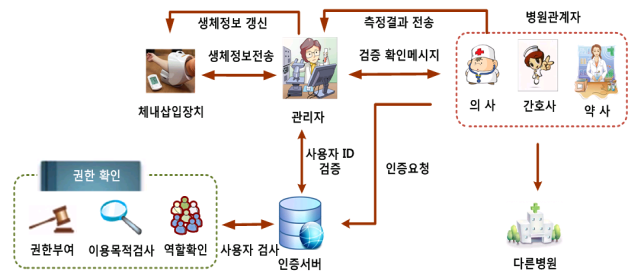 생체정보 갱신
측정결과 전송
병원관계자
생체정보전송
검증 확인메시지
체내삽입장치
관리자
의 사
간호사
약 사
사용자 ID
검증
인증요청
권한 확인
권한부여
이용목적검사
역할확인
사용자 검사
인증서버
다른병원